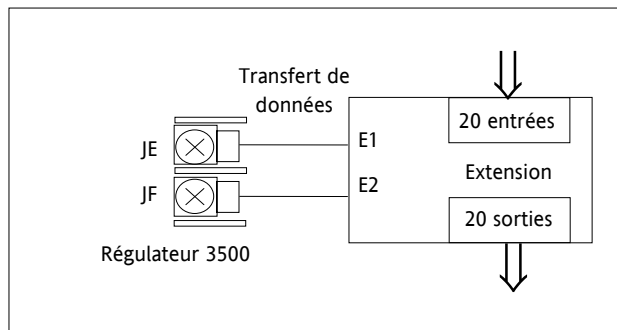 Transfert de
données
20 entrées
JE
E1
Extension
JF
E2
20 sorties
Régulateur 3500